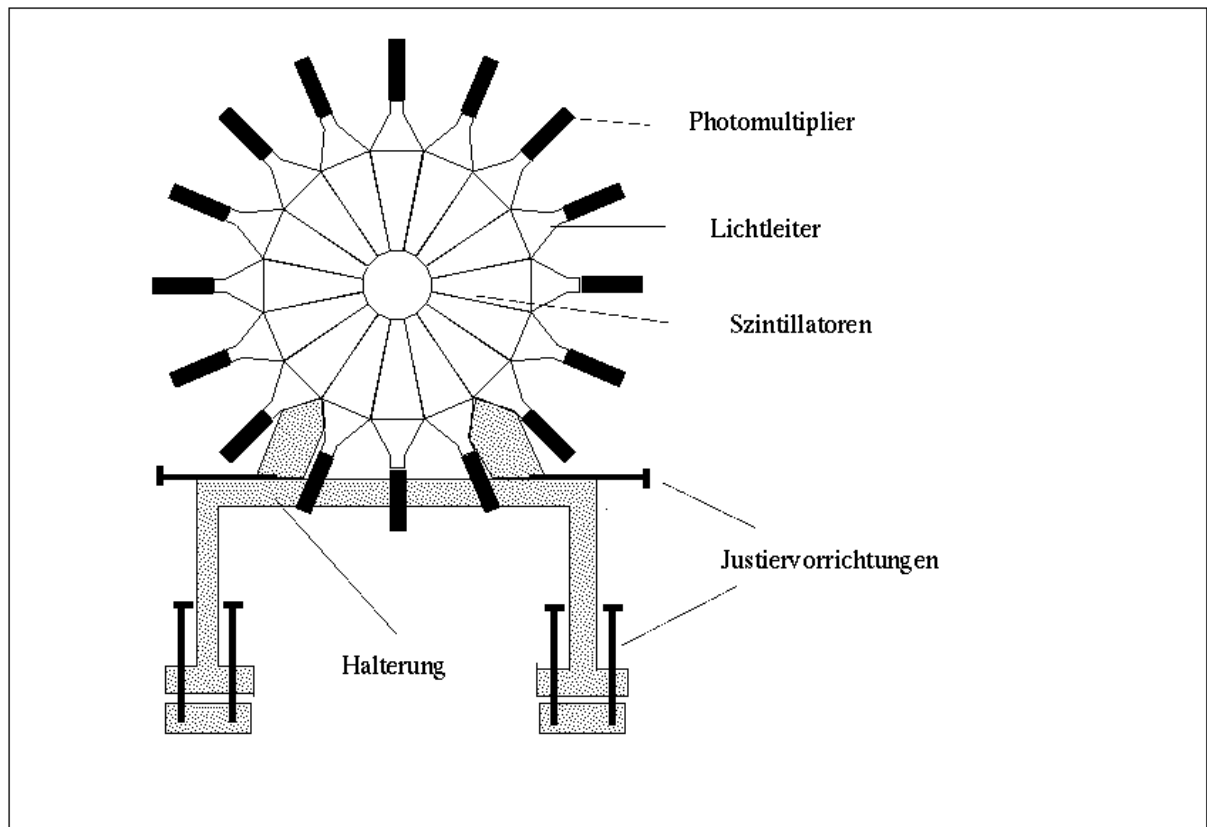 Photomultiplier
Lichtleiter
Szintillatoren
Justiervorrichtungen
Halterung